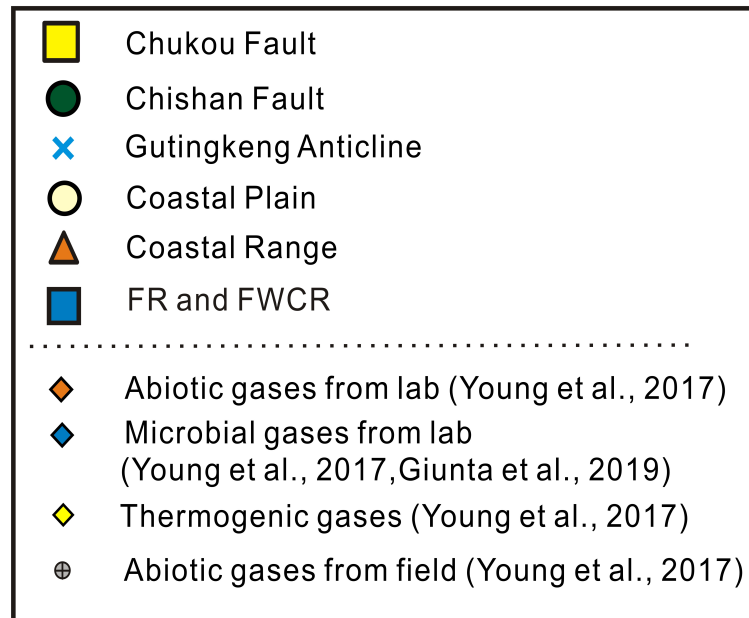 Chukou Fault
Chishan Fault
Gutingkeng Anticline
Coastal Plain
Coastal Range
FR and FWCR
Abiotic gases from lab (Young et al., 2017)
Microbial gases from lab
(Young et al., 2017,Giunta et al., 2019)
Thermogenic gases (Young et al., 2017)
Abiotic gases from field (Young et al., 2017)